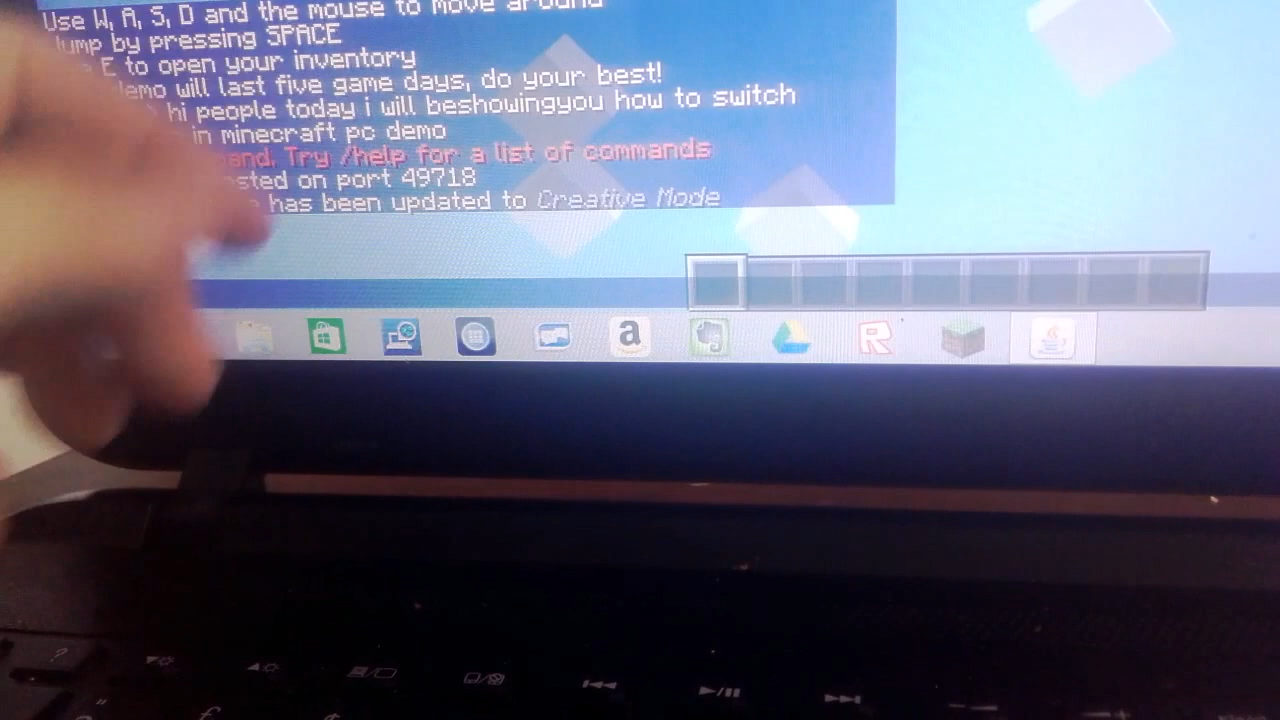 Use W, A, S, D and the mouse to move around
Jump by pressing SPACE
E to open your inventory
demo will last five game days, do your best!
hi people today i will beshowingyou how to switch
in minecraft pc demo
Try /help for a list of commands
on port 49718
has been updated to Creative Mode
a
R
?